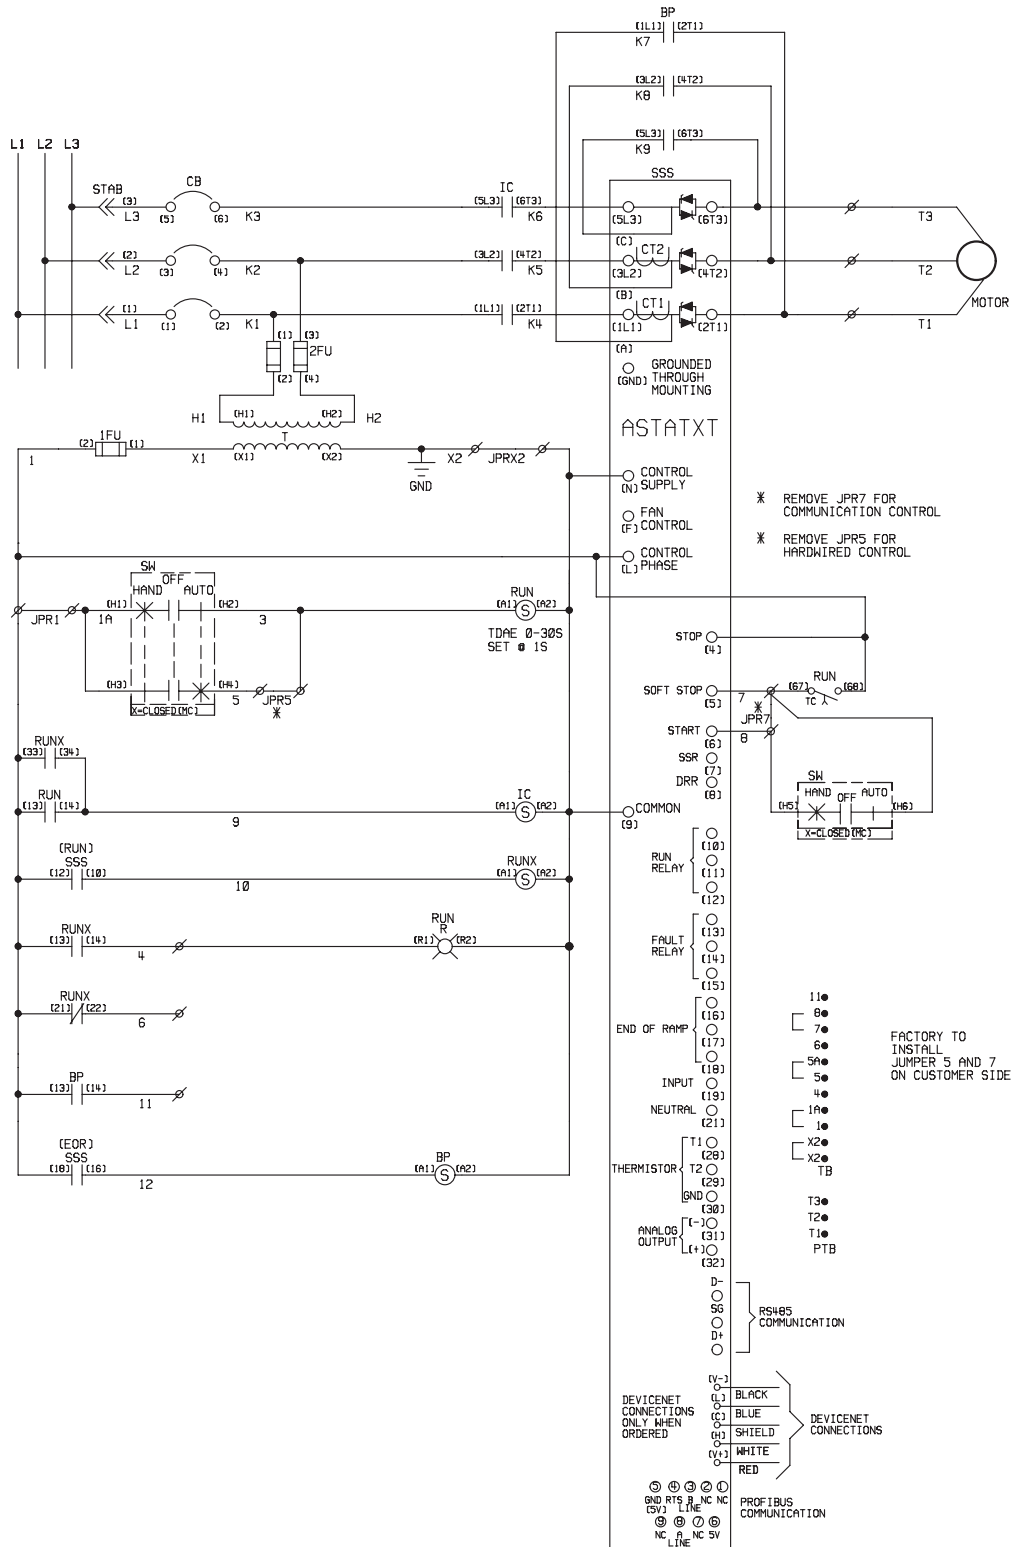 BP
(1L1) (2T1)
K7
(3L2) (4T2)
K8
(5L3) (6T3)
K9
L1 L2 L3
SSS
STAB
(3)
L3
CB
(5) (6)
K3
IC
(5L3) (6T3)
K6
(5L3)
(6T3)
T3
(C)
(2)
L2
(3) (4)
K2
(3L2) (4T2)
K5
CT2
(3L2)
(4T2)
T2
MOTOR
(B)
(1)
L1
(1) (2)
K1
(1L1) (2T1)
K4
CT1
(1L1)
(2T1)
T1
(A)
(1) (3)
2FU
(2) (4)
(GND)
GROUNDED
THROUGH
MOUNTING
H1 (H1) (H2) H2
T
ASTATXT
1
(2) 1FU (1)
X1 (X1) (X2)
GND
X2 JPRX2
(N)
CONTROL
SUPPLY
(F)
FAN
CONTROL
(L)
CONTROL
PHASE
REMOVE JPR7 FOR
COMMUNICATION CONTROL
REMOVE JPR5 FOR
HARDWIRED CONTROL
SW
OFF
HAND AUTO
JPR1 1A (H1) (H2) 3
RUN
(A1) S (A2)
TDAE 0-30S
SET @ 1S
(H3) (H4) 5 JPR5
X=CLOSED(MC)
STOP
(4)
SOFT STOP
(5)
7
RUN
(67) (68)
TC
JPR7
START
(6)
8
SSR
(7)
DRR
(8)
RUNX
(33) (34)
RUN
(13) (14)
9
IC
(A1) S (A2)
COMMON
(9)
SW
HAND OFF AUTO
(H5) (H6)
X=CLOSED(MC)
(RUN)
SSS
(12) (10)
10
RUNX
(A1) S (A2)
RUN
RELAY
(10)
(11)
(12)
RUNX
(13) (14)
4
RUN
R
(R1) (R2)
FAULT
RELAY
(13)
(14)
(15)
RUNX
(21) (22)
6
END OF RAMP
(16)
(17)
(18)
BP
(13) (14)
11
INPUT
(19)
NEUTRAL
(21)
(EOR)
SSS
(18) (16)
12
BP
(A1) S (A2)
THERMISTOR
T1
(28)
T2
(29)
GND
(30)
ANALOG
OUTPUT
(-)
(31)
(+)
(32)
11
8
7
6
5A
5
4
1A
1
X2
X2
TB
T3
T2
T1
PTB
FACTORY TO
INSTALL
JUMPER 5 AND 7
ON CUSTOMER SIDE
D-
SG
D+
RS485
COMMUNICATION
DEVICENET
CONNECTIONS
ONLY WHEN
ORDERED
(V-)
BLACK
(L)
BLUE
(C)
SHIELD
(H)
WHITE
(V+)
RED
DEVICENET
CONNECTIONS
5 4 3 2 1
GND RTS B NC NC
(5V) LINE
9 8 7 6
NC A NC 5V
LINE
PROFIBUS
COMMUNICATION